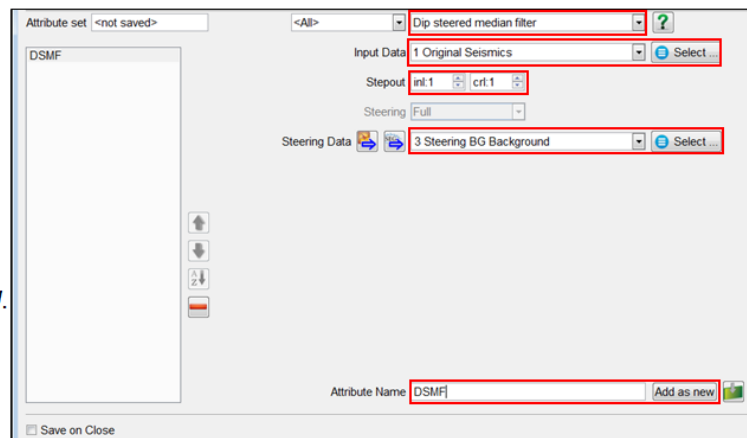 Attribute set <not saved> <All> Dip steered median filter ?
DSMF
Input Data 1 Original Seismics Select ...
Stepout inl:1 crl:1
Steering Full
Steering Data 3 Steering BG Background Select ...
A
Z
.
Attribute Name DSMF Add as new
Save on Close